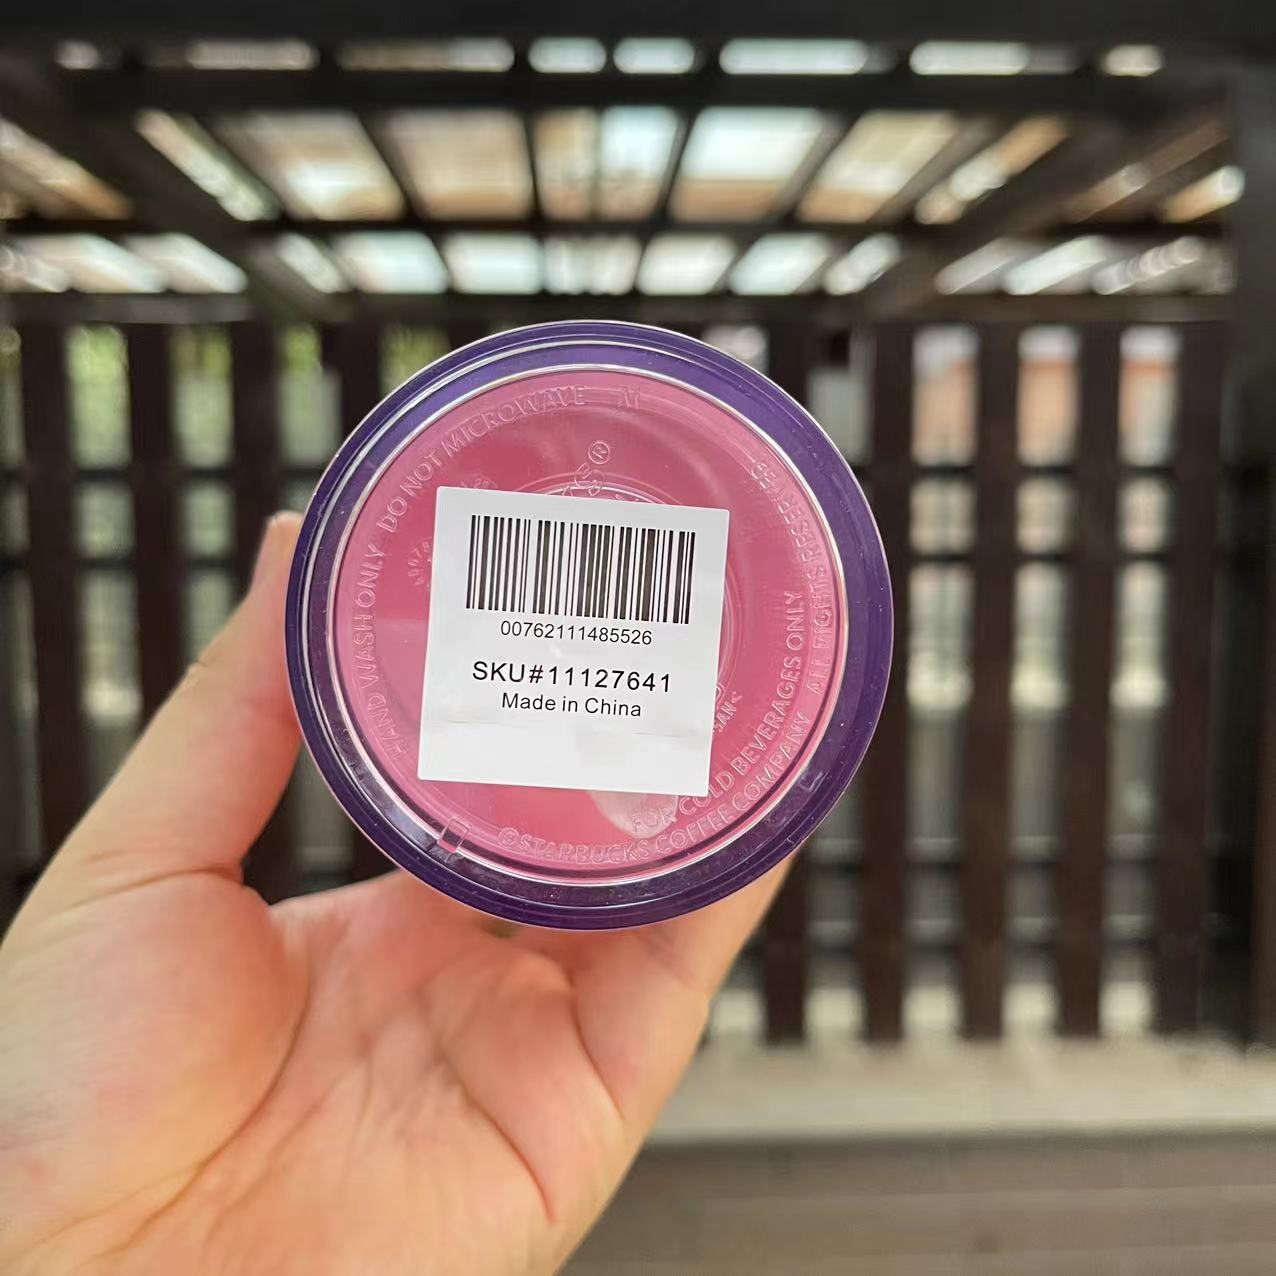 HAND WASH ONLY DO NOT MICROWAVE
00762111485526
SKU#11127641
Made in China
FOR COLD BEVERAGES ONLY
©STARBUCKS COFFEE COMPANY ALL RIGHTS RESERVED